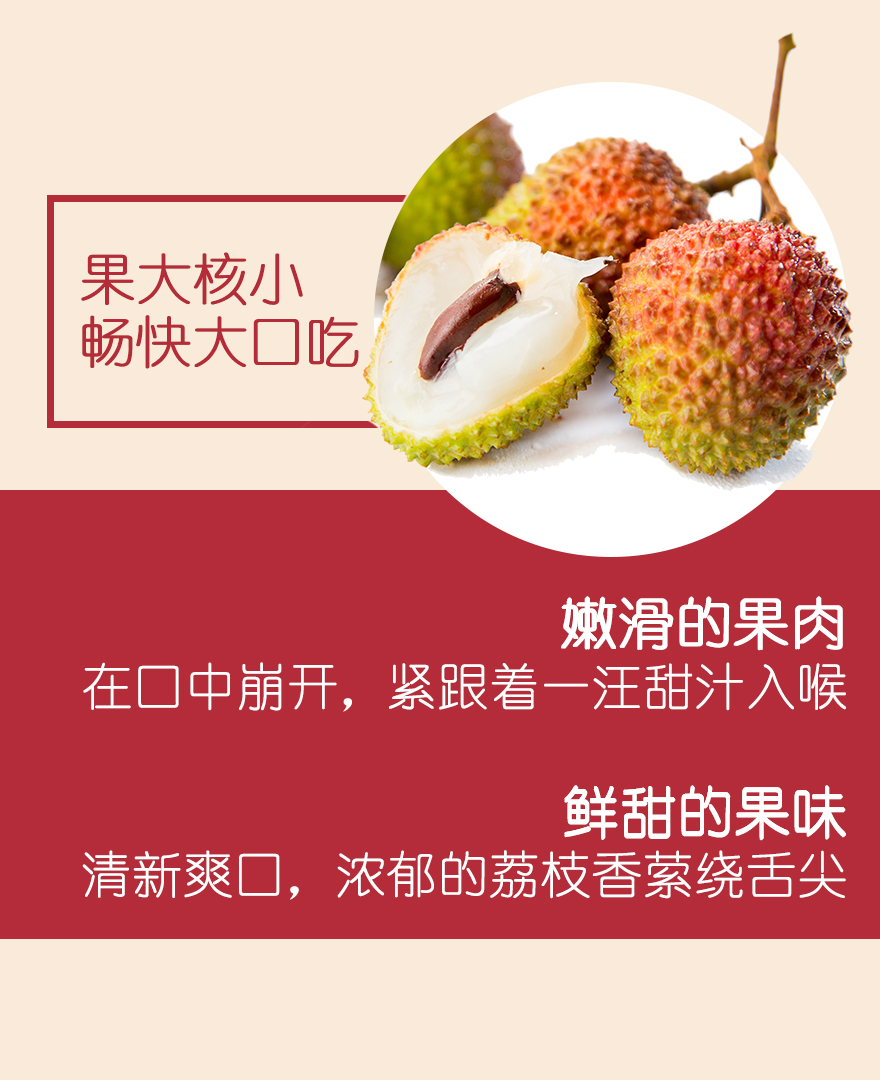 果大核小
畅快大口吃
嫩滑的果肉
在口中崩开，紧跟着一汪甜汁入喉
鲜甜的果味
清新爽口，浓郁的荔枝香萦绕舌尖